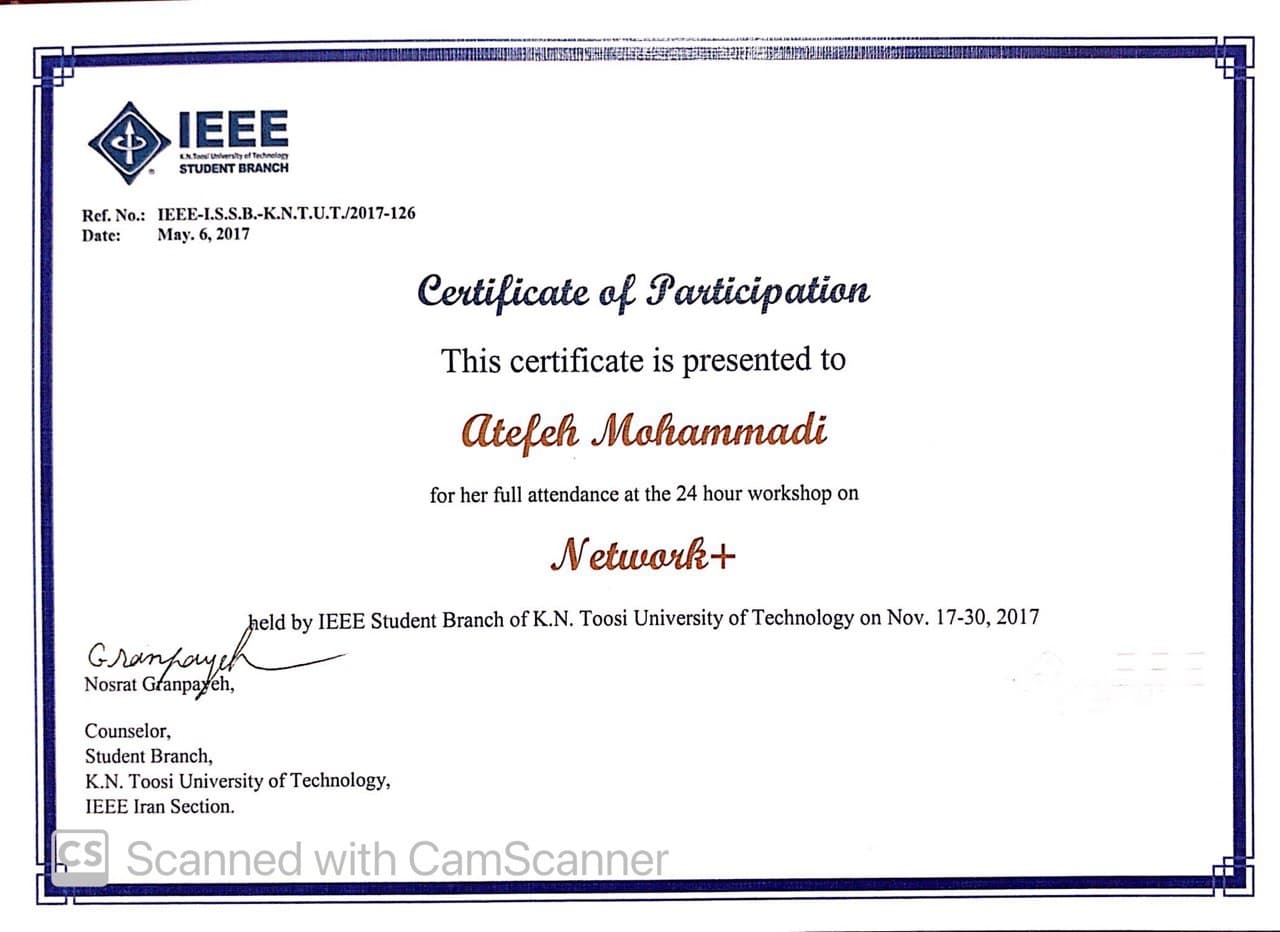 IEEE
K.N.Toosi University of Technology
STUDENT BRANCH
Ref. No.: IEEE-I.S.S.B.-K.N.T.U.T./2017-126
Date: May. 6, 2017
Certificate of Participation
This certificate is presented to
Atefeh Mohammadi
for her full attendance at the 24 hour workshop on
Network+
held by IEEE Student Branch of K.N. Toosi University of Technology on Nov. 17-30, 2017
Granpayeh
Nosrat Granpayeh,
Counselor,
Student Branch,
K.N. Toosi University of Technology,
IEEE Iran Section.
CS Scanned with CamScanner